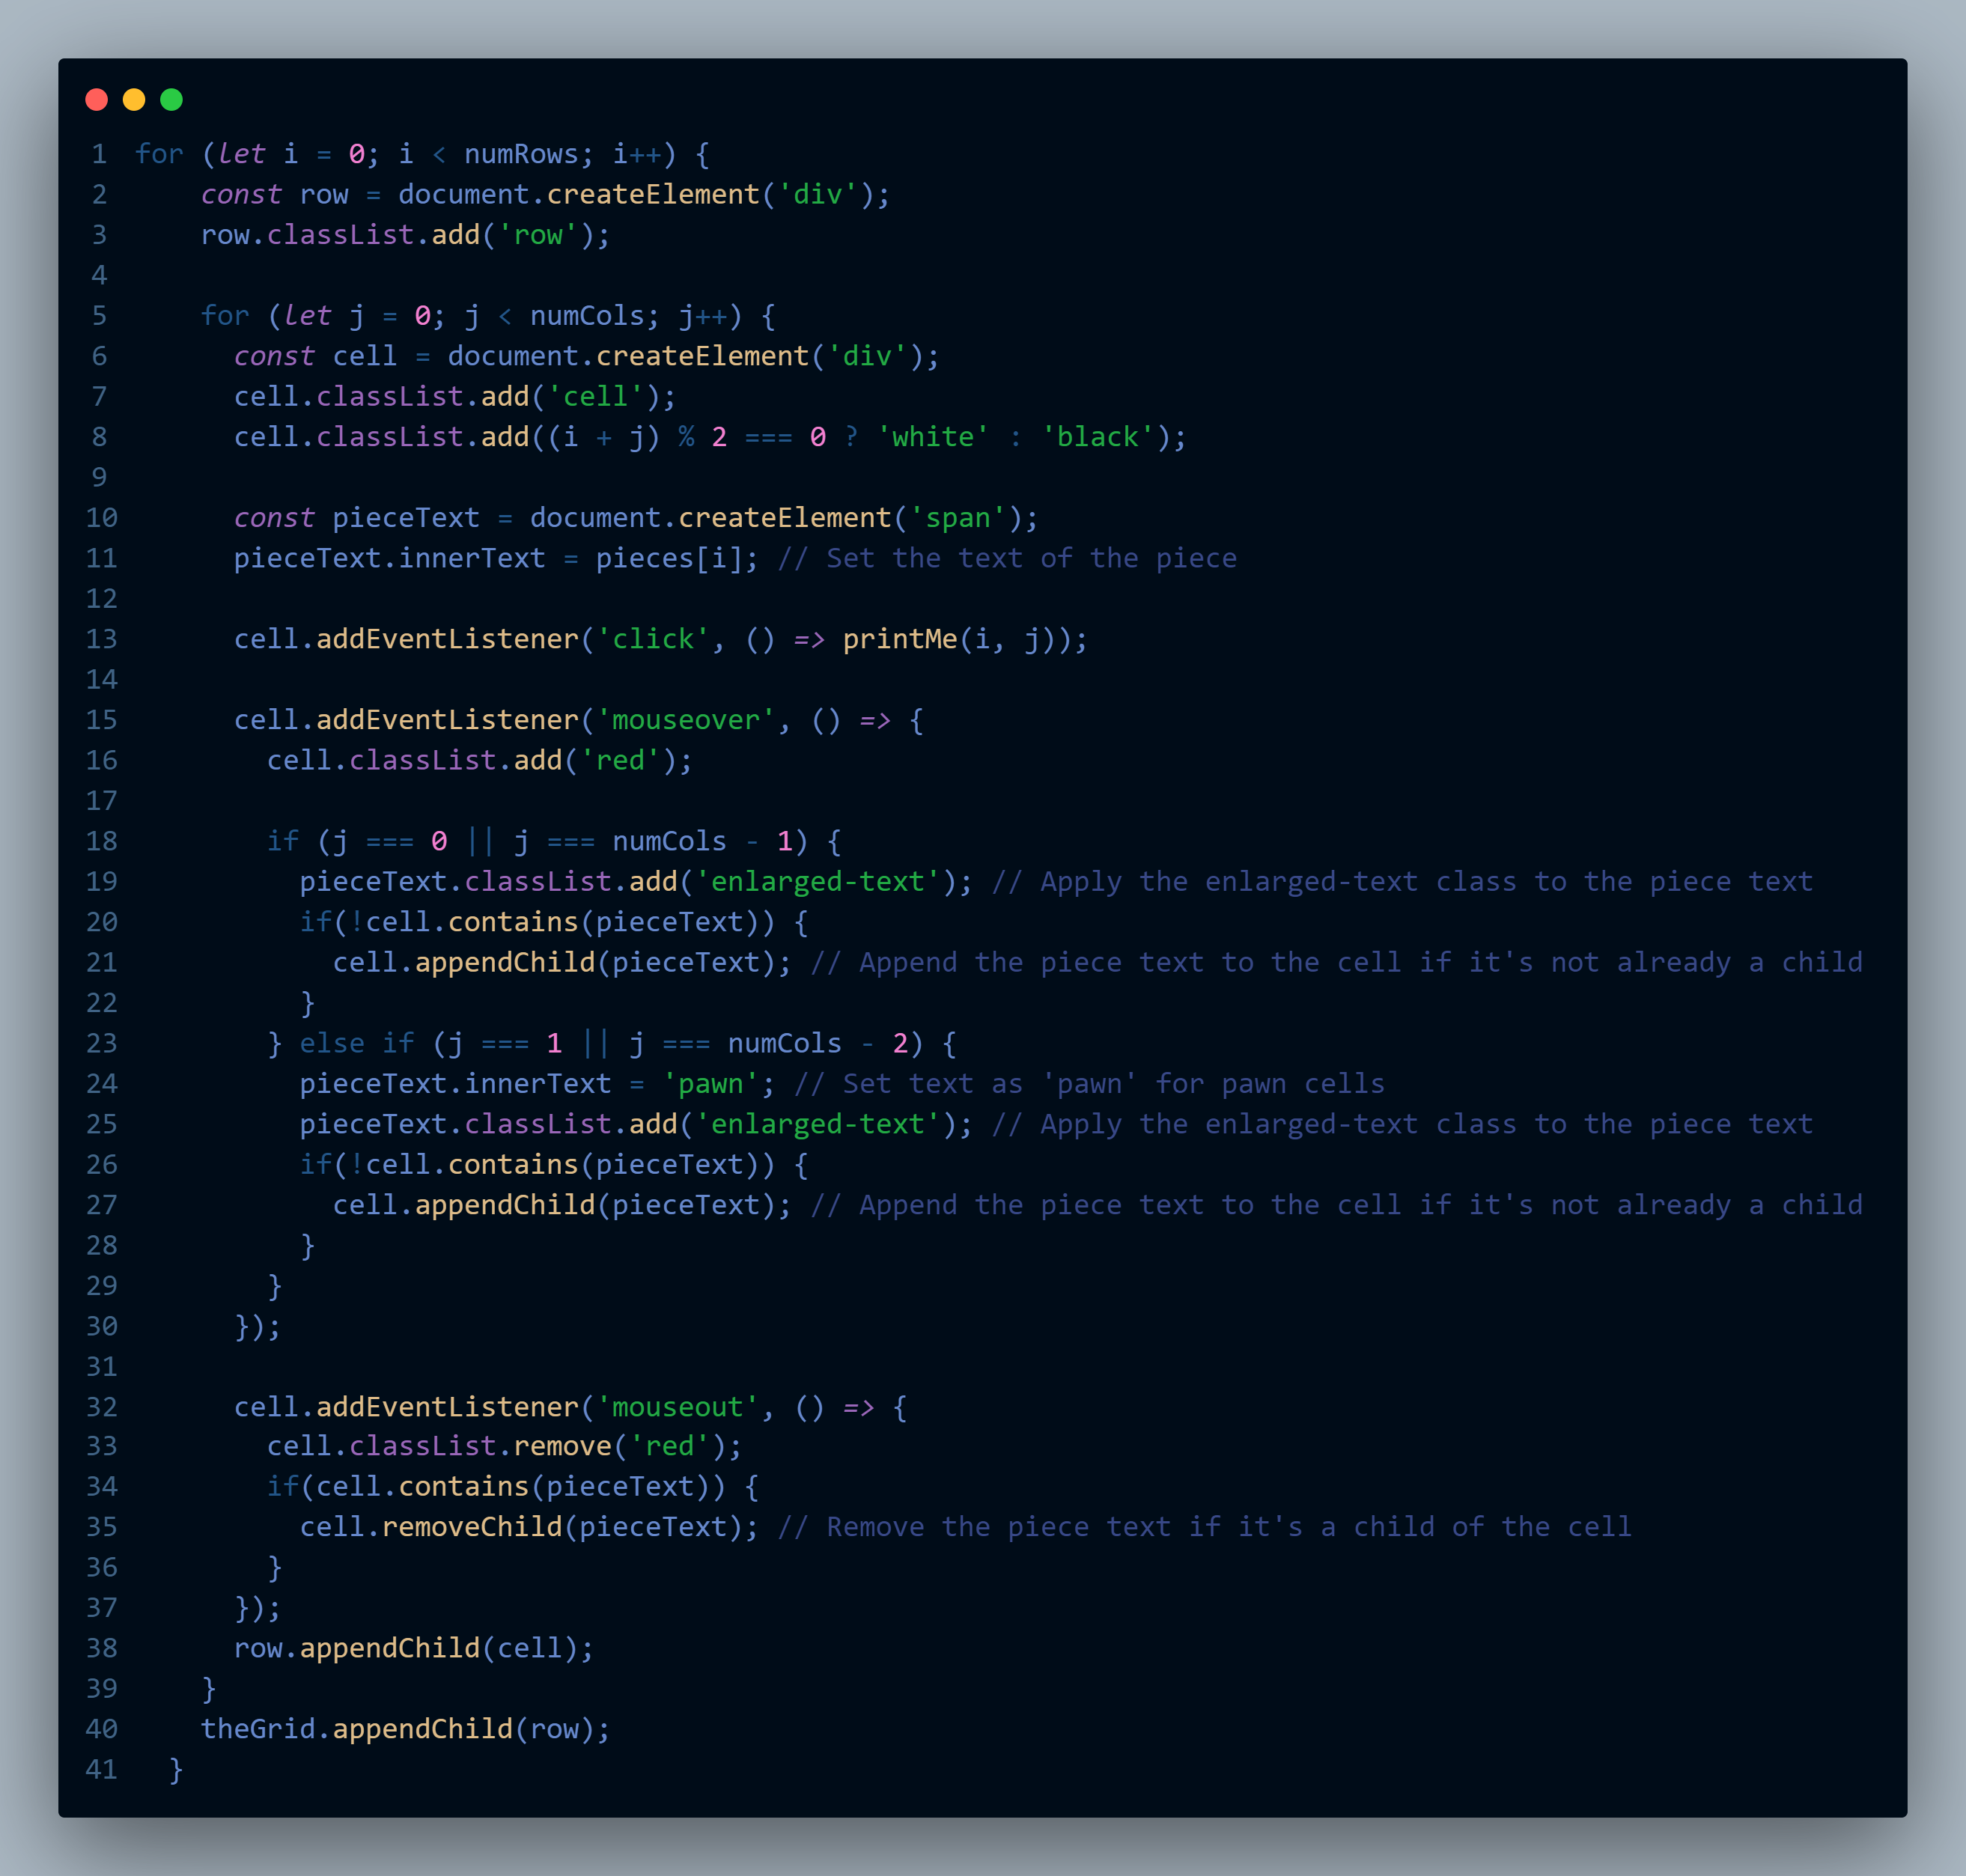 1 for (let i = 0; i < numRows; i++) {
2     const row = document.createElement('div');
3     row.classList.add('row');
4
5     for (let j = 0; j < numCols; j++) {
6       const cell = document.createElement('div');
7       cell.classList.add('cell');
8       cell.classList.add((i + j) % 2 === 0 ? 'white' : 'black');
9
10       const pieceText = document.createElement('span');
11       pieceText.innerText = pieces[i]; // Set the text of the piece
12
13       cell.addEventListener('click', () => printMe(i, j));
14
15       cell.addEventListener('mouseover', () => {
16         cell.classList.add('red');
17
18         if (j === 0 || j === numCols - 1) {
19           pieceText.classList.add('enlarged-text'); // Apply the enlarged-text class to the piece text
20           if(!cell.contains(pieceText)) {
21             cell.appendChild(pieceText); // Append the piece text to the cell if it's not already a child
22           }
23         } else if (j === 1 || j === numCols - 2) {
24           pieceText.innerText = 'pawn'; // Set text as 'pawn' for pawn cells
25           pieceText.classList.add('enlarged-text'); // Apply the enlarged-text class to the piece text
26           if(!cell.contains(pieceText)) {
27             cell.appendChild(pieceText); // Append the piece text to the cell if it's not already a child
28           }
29         }
30       });
31
32       cell.addEventListener('mouseout', () => {
33         cell.classList.remove('red');
34         if(cell.contains(pieceText)) {
35           cell.removeChild(pieceText); // Remove the piece text if it's a child of the cell
36         }
37       });
38       row.appendChild(cell);
39     }
40     theGrid.appendChild(row);
41   }